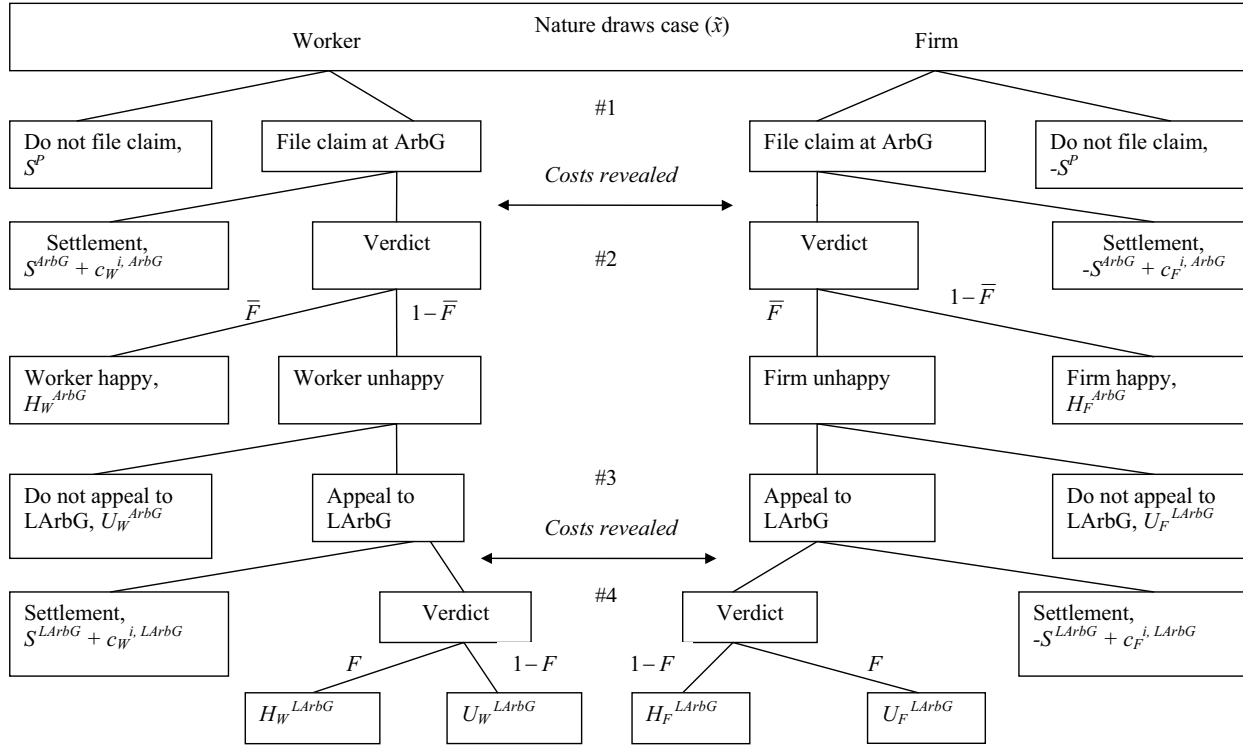 Nature draws case (x̃)
Worker
Firm
#1
Do not file claim,
S^P
File claim at ArbG
File claim at ArbG
Do not file claim,
-S^P
Costs revealed
Settlement,
S^ArbG + c_W^i, ArbG
Verdict
#2
Verdict
Settlement,
-S^ArbG + c_F^i, ArbG
F̅
1 − F̅
F̅
1 − F̅
Worker happy,
H_W^ArbG
Worker unhappy
Firm unhappy
Firm happy,
H_F^ArbG
#3
Do not appeal to
LArbG, U_W^ArbG
Appeal to
LArbG
Appeal to
LArbG
Do not appeal to
LArbG, U_F^LArbG
Costs revealed
#4
Settlement,
S^LArbG + c_W^i, LArbG
Verdict
Verdict
Settlement,
-S^LArbG + c_F^i, LArbG
F
1 − F
1 − F
F
H_W^LArbG
U_W^LArbG
H_F^LArbG
U_F^LArbG